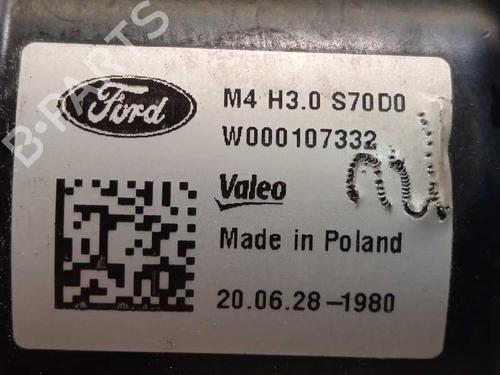 Ford
M4 H3.0 S70D0
W000107332
Valeo
Made in Poland
20.06.28-1980
B-PARTS